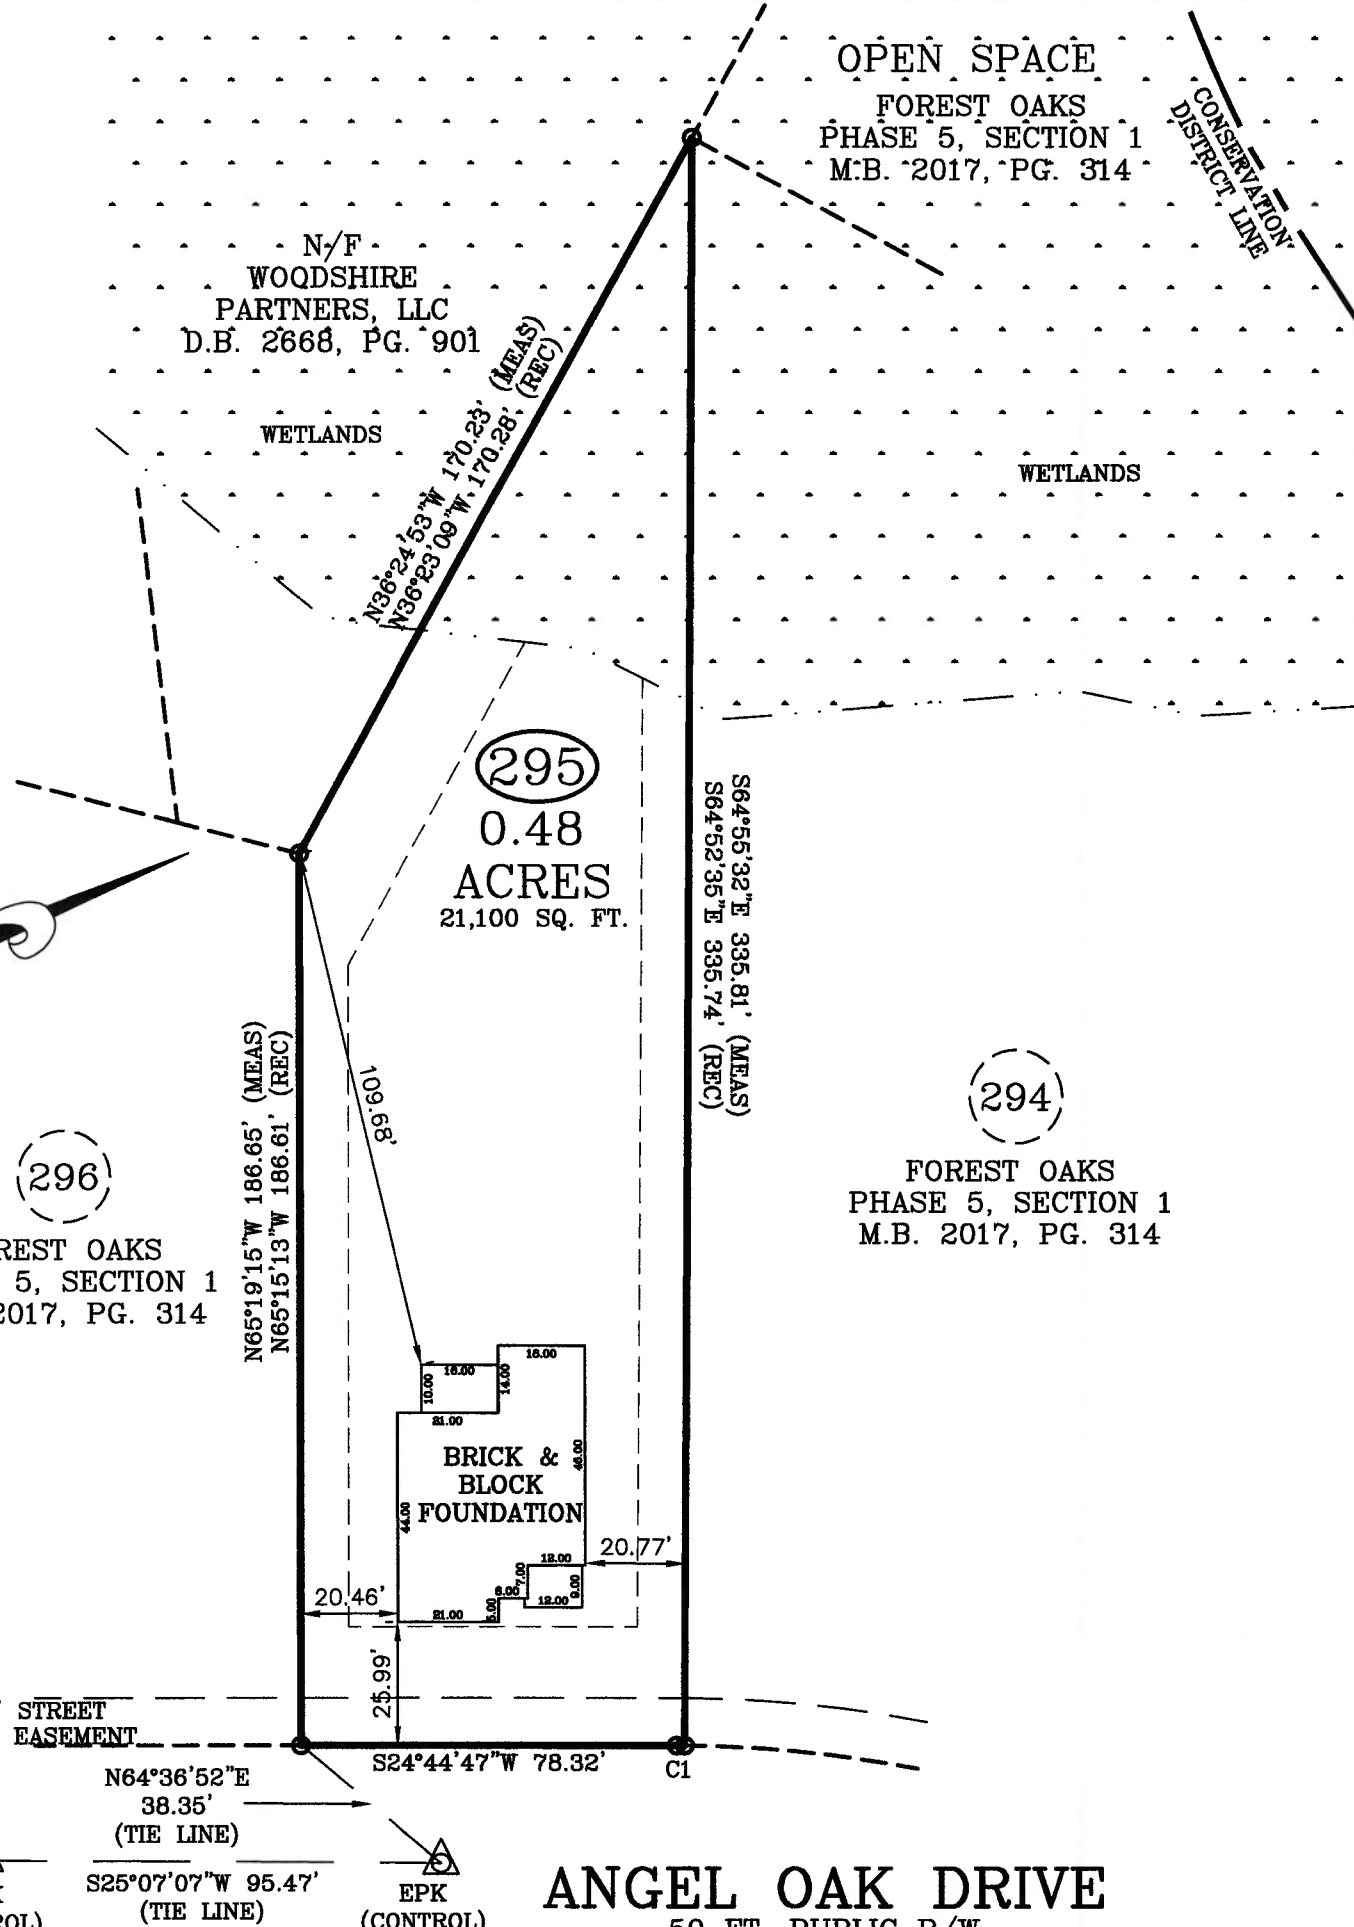 OPEN SPACE
FOREST OAKS
PHASE 5, SECTION 1
M.B. 2017, PG. 314
CONSERVATION
DISTRICT LINE
N/F
WOODSHIRE
PARTNERS, LLC
D.B. 2668, PG. 901
WETLANDS
WETLANDS
N36°24'53"W 170.23' (MEAS)
N36°23'09"W 170.28' (REC)
295
0.48
ACRES
21,100 SQ. FT.
S64°55'32"E 335.81' (MEAS)
S64°52'35"E 335.74' (REC)
N65°19'15"W 186.65' (MEAS)
N65°15'13"W 186.61' (REC)
109.68'
294
FOREST OAKS
PHASE 5, SECTION 1
M.B. 2017, PG. 314
296
REST OAKS
5, SECTION 1
2017, PG. 314
16.00
10.00
14.00
21.00
46.00
BRICK &
BLOCK
FOUNDATION
44.00
12.00
7.00
6.00
12.00
9.00
21.00
5.00
20.77'
20.46'
25.99'
STREET
EASEMENT
S24°44'47"W 78.32'
C1
N64°36'52"E
38.35'
(TIE LINE)
S25°07'07"W 95.47'
(TIE LINE)
EPK
(CONTROL)
ROL)
ANGEL OAK DRIVE
50 FT. PUBLIC R/W